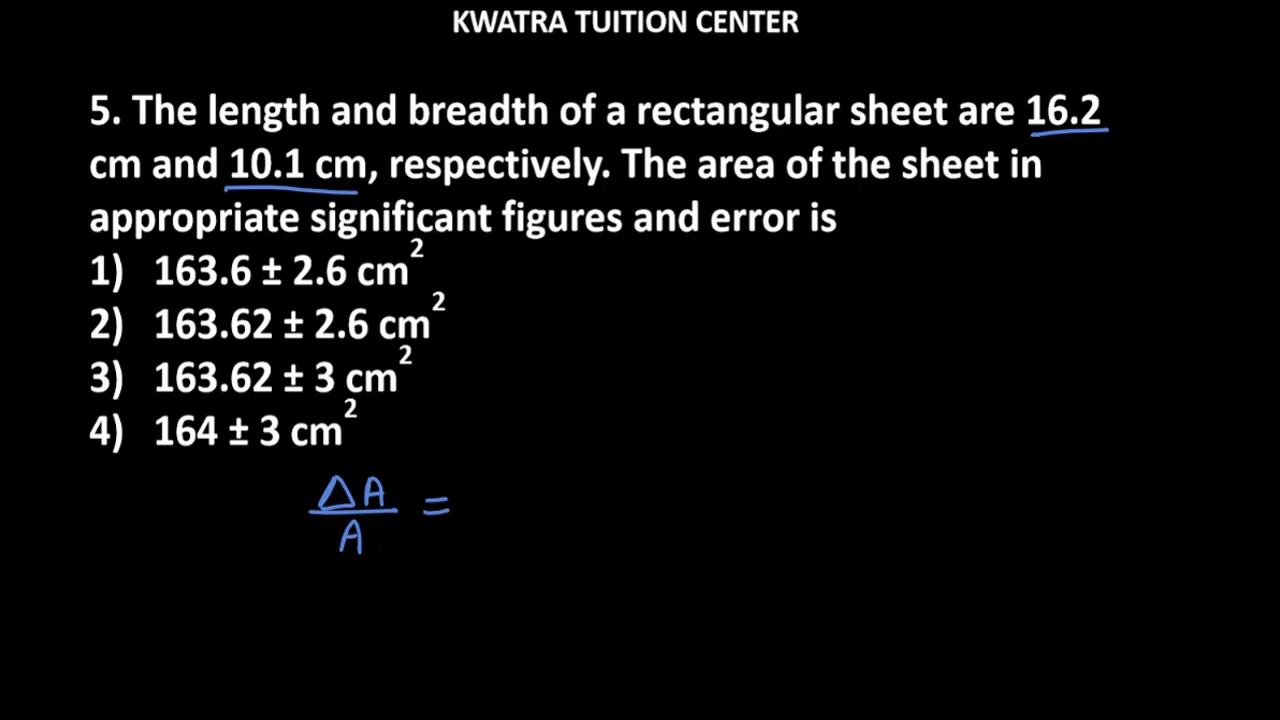 KWATRA TUITION CENTER
5. The length and breadth of a rectangular sheet are 16.2
cm and 10.1 cm, respectively. The area of the sheet in
appropriate significant figures and error is
1) 163.6 ± 2.6 cm²
2) 163.62 ± 2.6 cm²
3) 163.62 ± 3 cm²
4) 164 ± 3 cm²
ΔA
A =